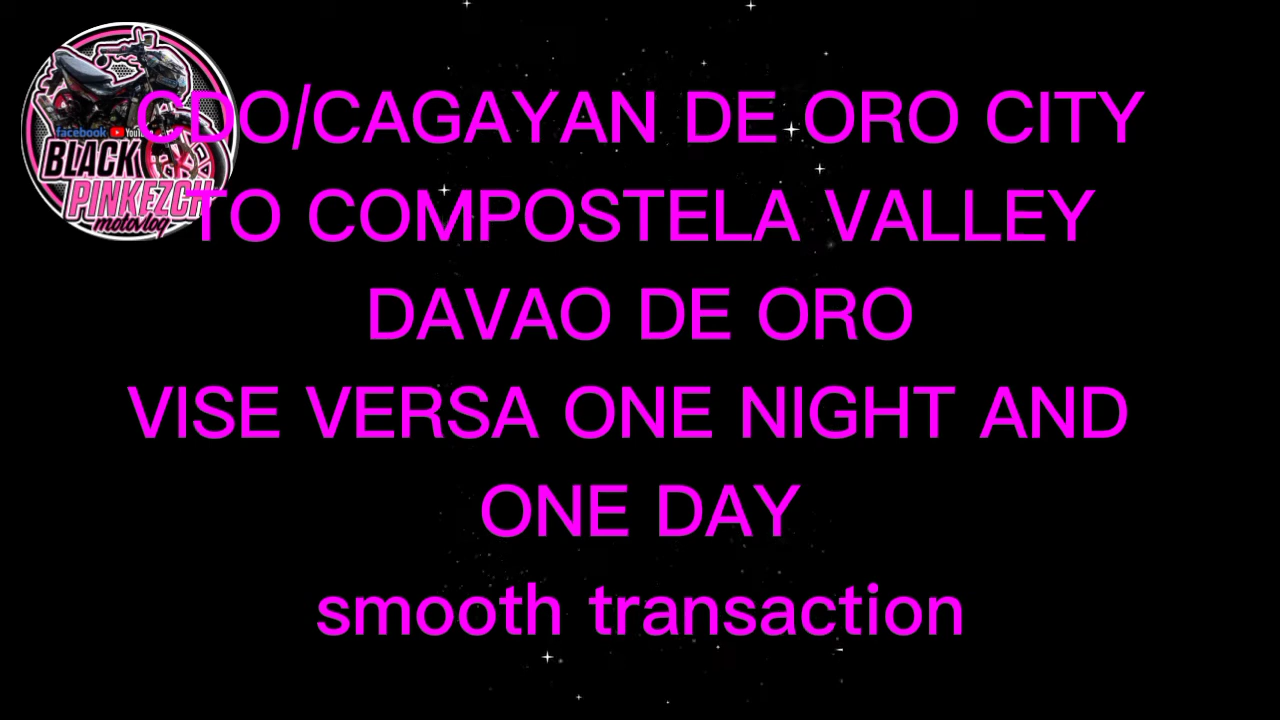 CDO/CAGAYAN DE ORO CITY
TO COMPOSTELA VALLEY
DAVAO DE ORO
VISE VERSA ONE NIGHT AND
ONE DAY
smooth transaction
facebook YouTube
BLACK
PINKEZCH
motovlog